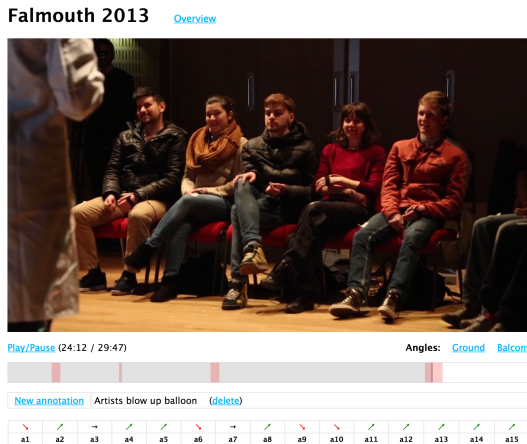 Falmouth 2013 Overview
Play/Pause (24:12 / 29:47) Angles: Ground Balcon
New annotation Artists blow up balloon (delete)
↘ ↗ → ↗ ↗ ↘ → ↗ ↘ ↘ ↗ ↗ ↗ ↗ ↗
a1 a2 a3 a4 a5 a6 a7 a8 a9 a10 a11 a12 a13 a14 a15